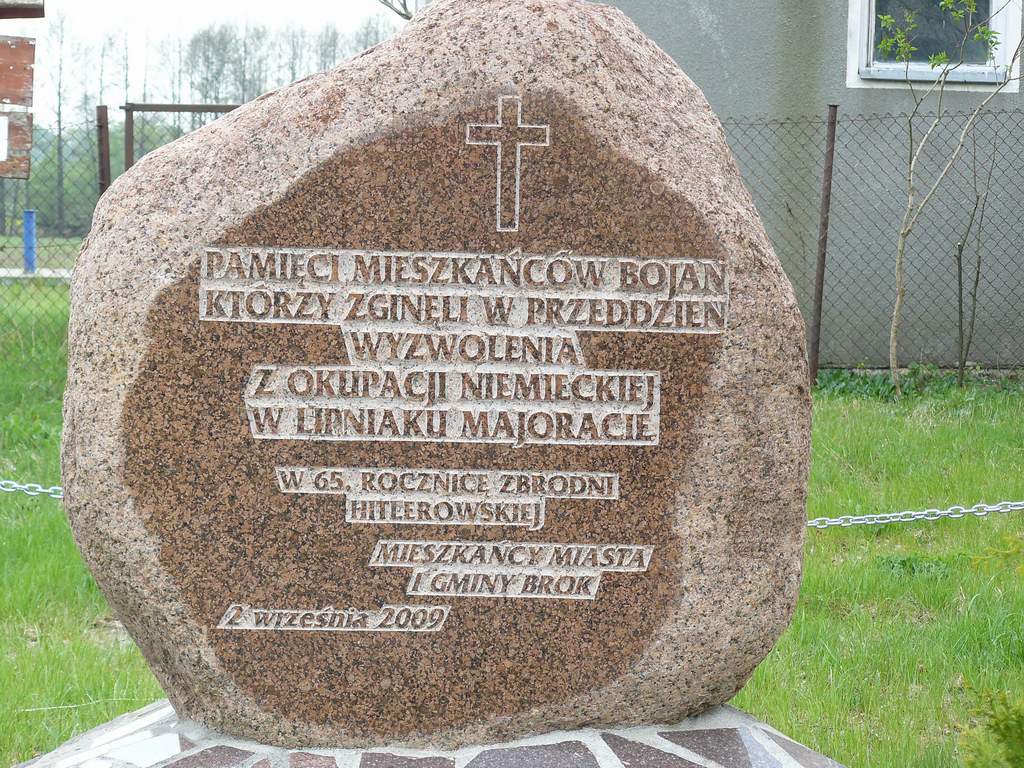 PAMIĘCI MIESZKAŃCÓW BOJAN
KTÓRZY ZGINĘLI W PRZEDDZIEŃ
WYZWOLENIA
Z OKUPACJI NIEMIECKIEJ
W LIPNIAKU MAJORACIE
W 65. ROCZNICĘ ZBRODNI
HITLEROWSKIEJ
MIESZKAŃCY MIASTA
I GMINY BROK
2 września 2009